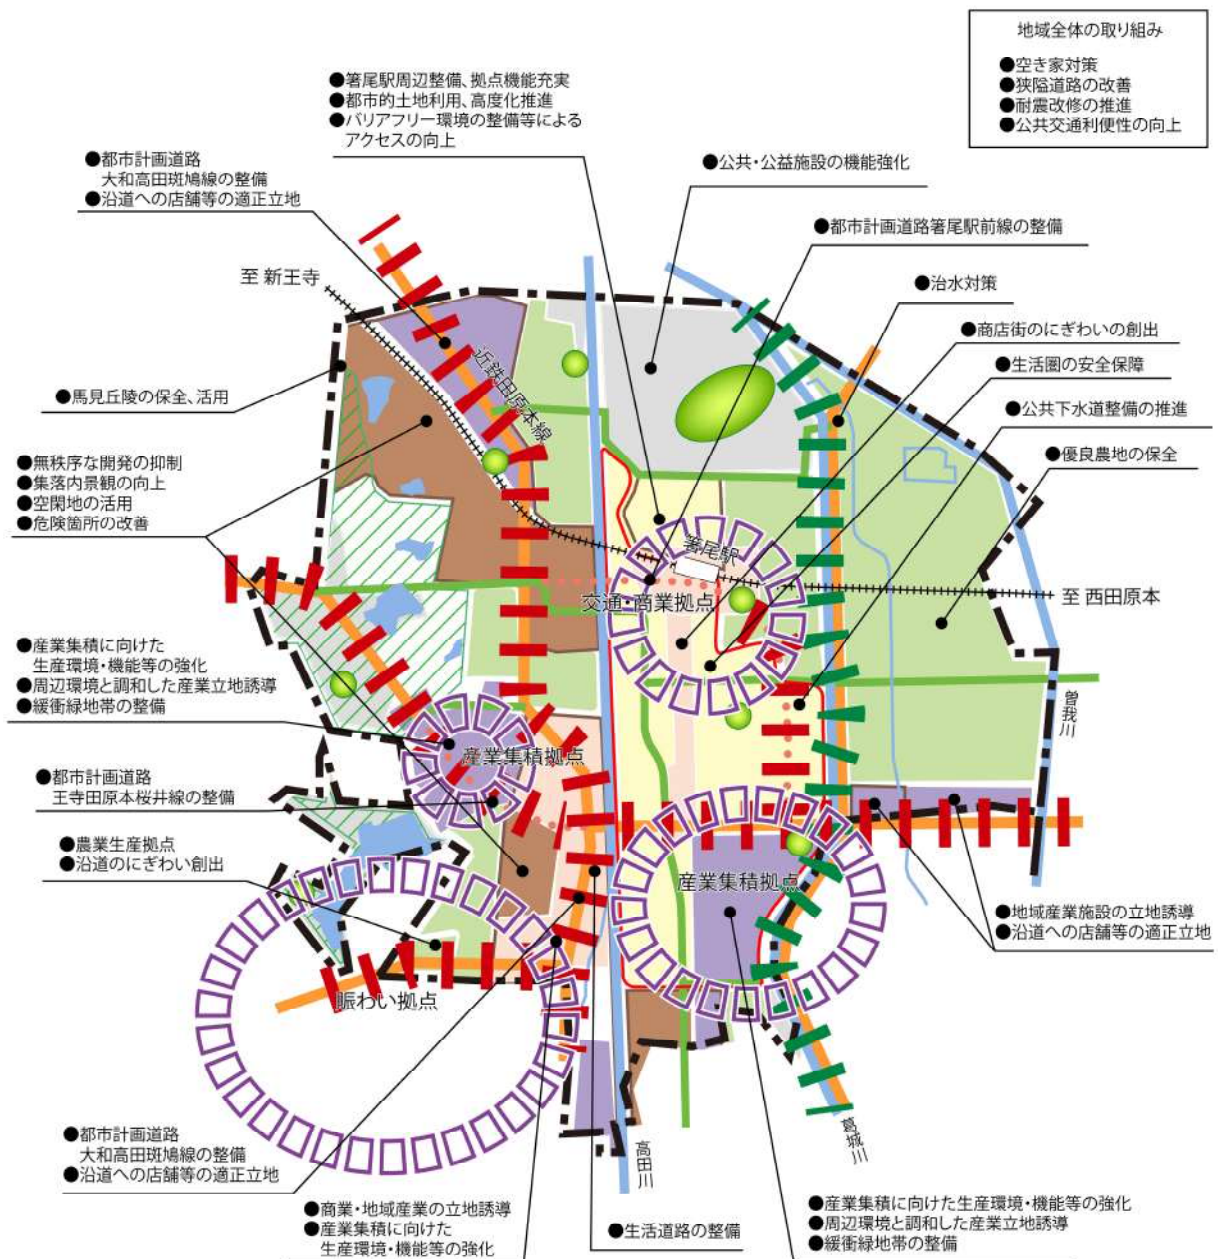 地域全体の取り組み
●空き家対策
●狭隘道路の改善
●耐震改修の推進
●公共交通利便性の向上
●箸尾駅周辺整備、拠点機能充実
●都市的土地利用、高度化推進
●バリアフリー環境の整備等による
アクセスの向上
●都市計画道路
大和高田斑鳩線の整備
●沿道への店舗等の適正立地
●公共・公益施設の機能強化
●都市計画道路箸尾駅前線の整備
至 新王寺
●治水対策
●商店街のにぎわいの創出
●生活圏の安全保障
●公共下水道整備の推進
●優良農地の保全
近鉄田原本線
●馬見丘陵の保全、活用
●無秩序な開発の抑制
●集落内景観の向上
●空閑地の活用
●危険箇所の改善
箸尾駅
交通・商業拠点
至 西田原本
●産業集積に向けた
生産環境・機能等の強化
●周辺環境と調和した産業立地誘導
●緩衝緑地帯の整備
曽我川
産業集積拠点
●都市計画道路
王寺田原本桜井線の整備
●農業生産拠点
●沿道のにぎわい創出
産業集積拠点
●地域産業施設の立地誘導
●沿道への店舗等の適正立地
賑わい拠点
●都市計画道路
大和高田斑鳩線の整備
●沿道への店舗等の適正立地
高田川
葛城川
●商業・地域産業の立地誘導
●産業集積に向けた
生産環境・機能等の強化
●生活道路の整備
●産業集積に向けた生産環境・機能等の強化
●周辺環境と調和した産業立地誘導
●緩衝緑地帯の整備